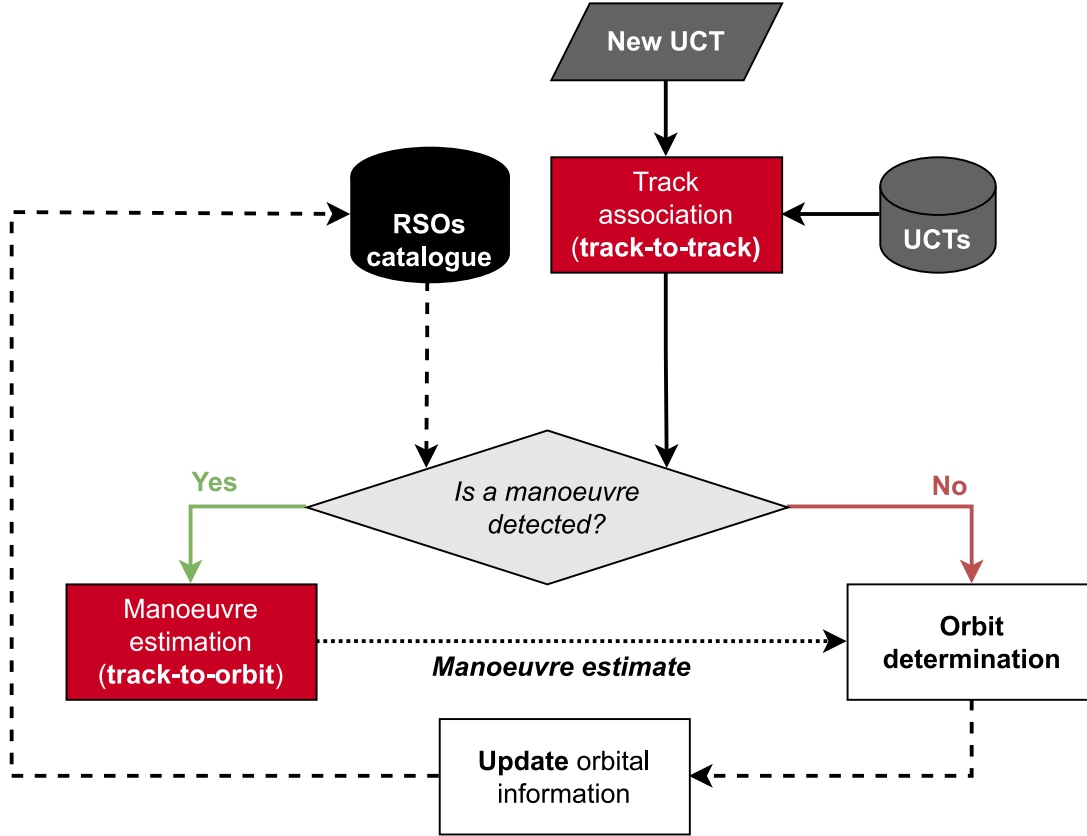 New UCT
Track
association
(track-to-track)
RSOs
catalogue
UCTs
Is a manoeuvre
detected?
Yes
No
Manoeuvre
estimation
(track-to-orbit)
Manoeuvre estimate
Orbit
determination
Update orbital
information